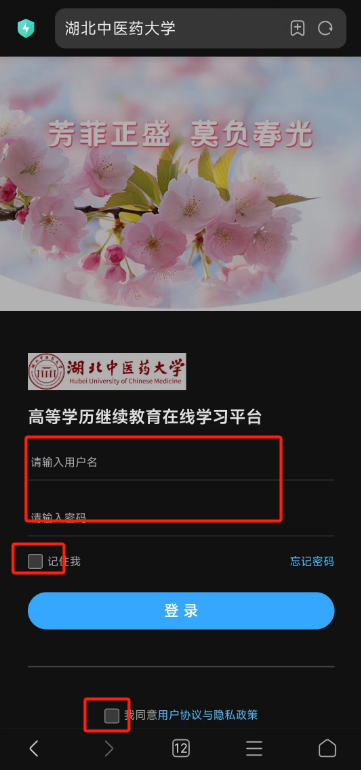 湖北中医药大学
芳菲正盛 莫负春光
湖北中医药大学
Hubei University of Chinese Medicine
高等学历继续教育在线学习平台
请输入用户名
请输入密码
记住我
忘记密码
登录
我同意用户协议与隐私政策
12